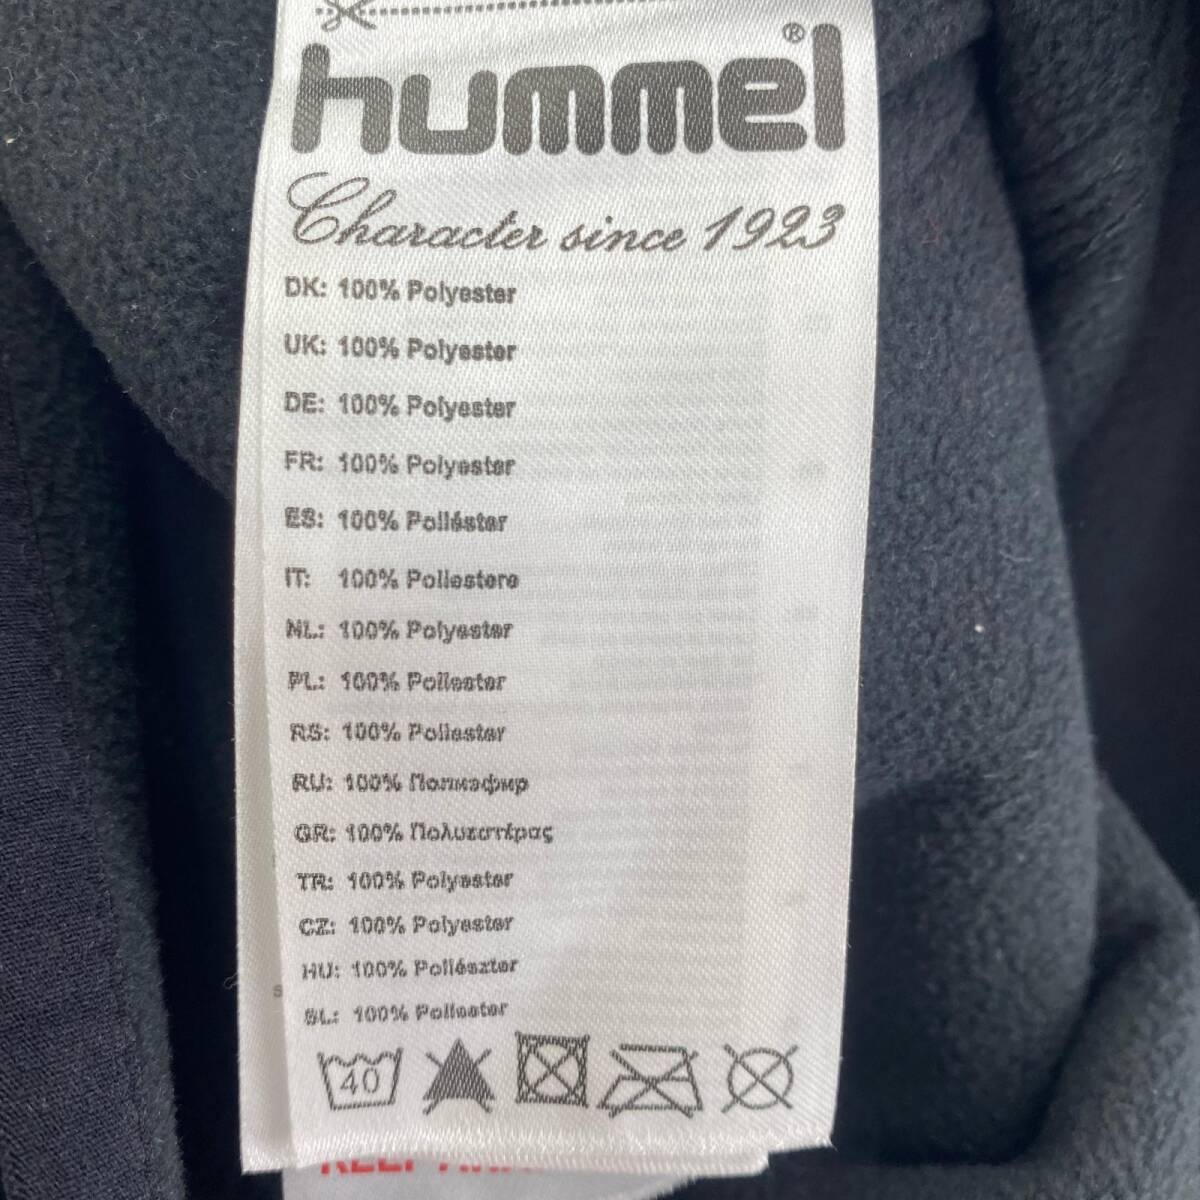 hummel®
Character since 1923
DK: 100% Polyester
UK: 100% Polyester
DE: 100% Polyester
FR: 100% Polyester
ES: 100% Poliéster
IT: 100% Poliestere
NL: 100% Polyester
PL: 100% Poliester
RS: 100% Poliester
RU: 100% Полиэфир
GR: 100% Πολυεστέρας
TR: 100% Polyester
CZ: 100% Polyester
HU: 100% Poliészter
SL: 100% Poliester
40